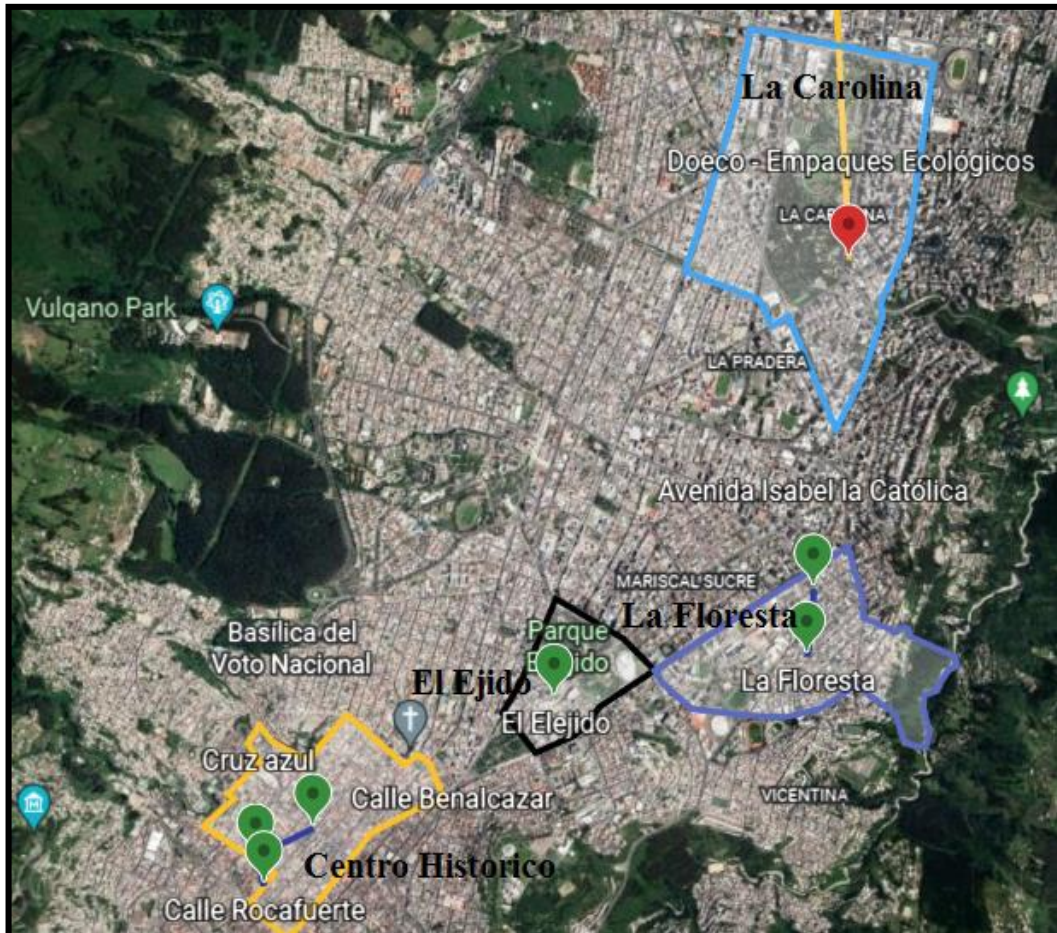 La Carolina
Doeco - Empaques Ecológicos
LA CAROLINA
Vulqano Park
LA PRADERA
Avenida Isabel la Católica
MARISCAL SUCRE
La Floresta
Basílica del
Voto Nacional
Parque
El Ejido
La Floresta
El Elejido
Cruz azul
Calle Benalcazar
VICENTINA
Centro Historico
Calle Rocafuerte